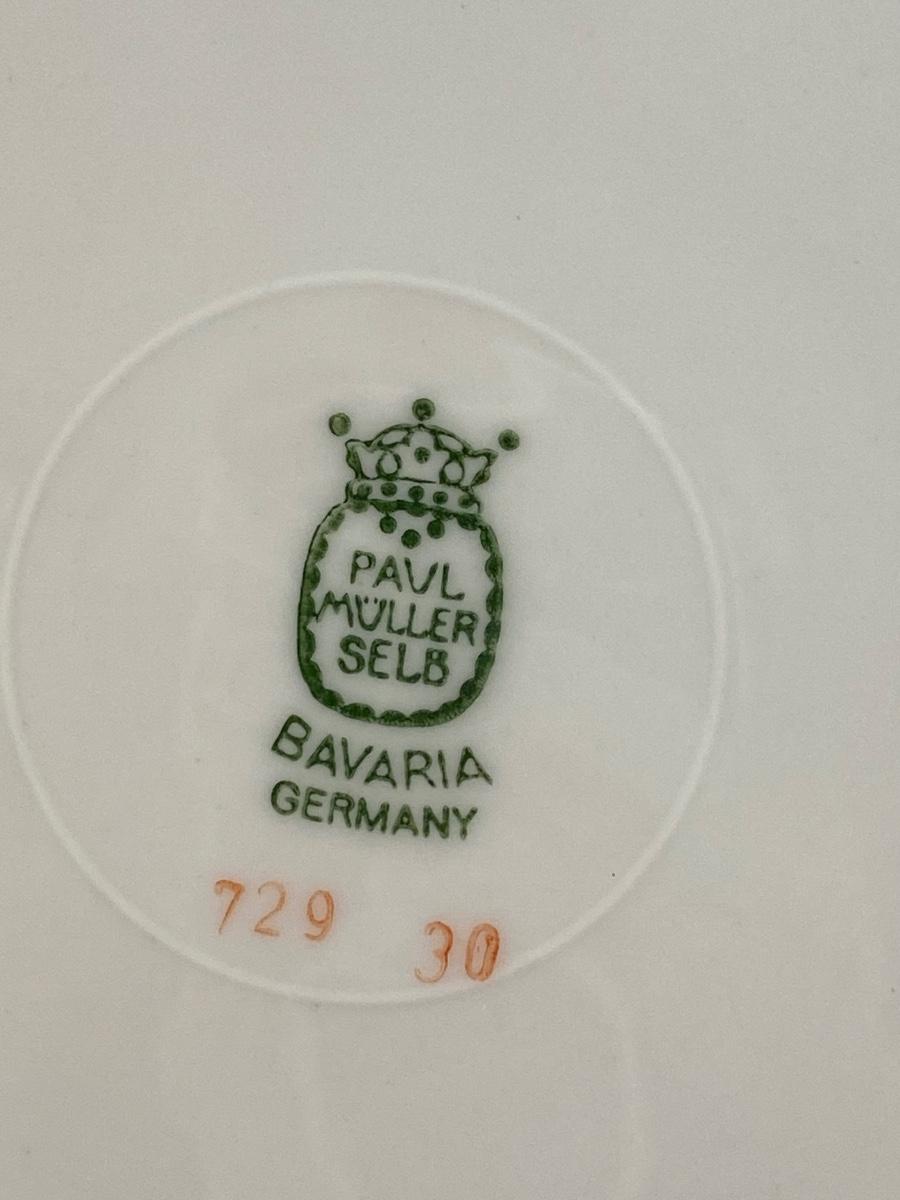 PAUL
MÜLLER
SELB
BAVARIA
GERMANY
729 30